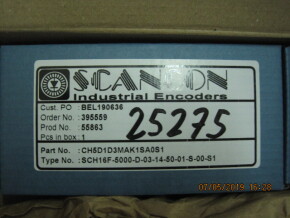 SCANCON
Industrial Encoders
Cust. PO : BEL190636
Order No : 395559
Prod No : 55863
Pcs in box : 1
25275
Part No. : CH5D1D3MAK1SA0S1
Type No. : SCH16F-5000-D-03-14-50-01-S-00-S1
07/05/2019 16:28